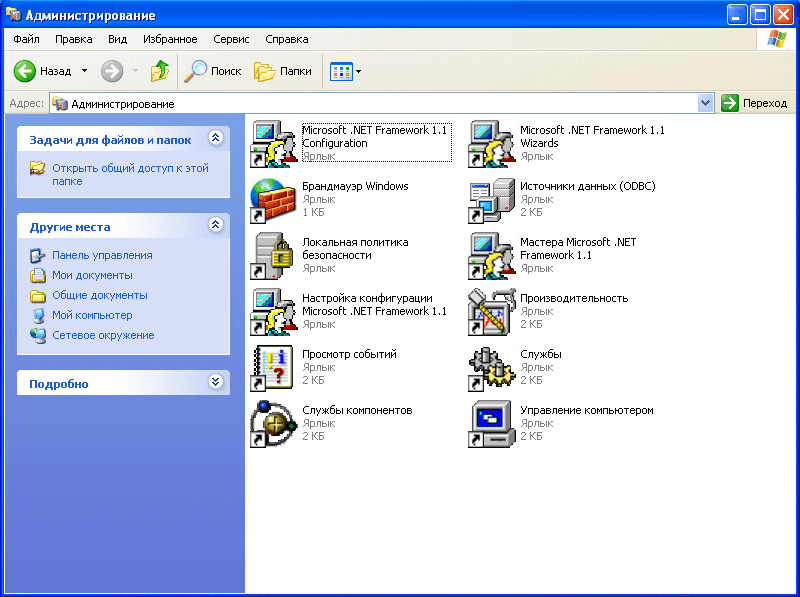 Администрирование
Файл Правка Вид Избранное Сервис Справка
Назад Поиск Папки
Адрес: Администрирование Переход
Задачи для файлов и папок
Открыть общий доступ к этой
папке
Другие места
Панель управления
Мои документы
Общие документы
Мой компьютер
Сетевое окружение
Подробно
Microsoft .NET Framework 1.1
Configuration
Ярлык
Microsoft .NET Framework 1.1
Wizards
Ярлык
Брандмауэр Windows
Ярлык
1 КБ
Источники данных (ODBC)
Ярлык
2 КБ
Локальная политика
безопасности
Ярлык
Мастера Microsoft .NET
Framework 1.1
Ярлык
Настройка конфигурации
Microsoft .NET Framework 1.1
Ярлык
Производительность
Ярлык
2 КБ
Просмотр событий
Ярлык
2 КБ
Службы
Ярлык
2 КБ
Службы компонентов
Ярлык
2 КБ
Управление компьютером
Ярлык
2 КБ